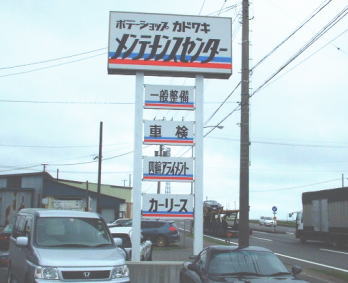 ボデーショップ カドワキ
メンテナンスセンター
一般整備
車検
四輪アライメント
カーリース